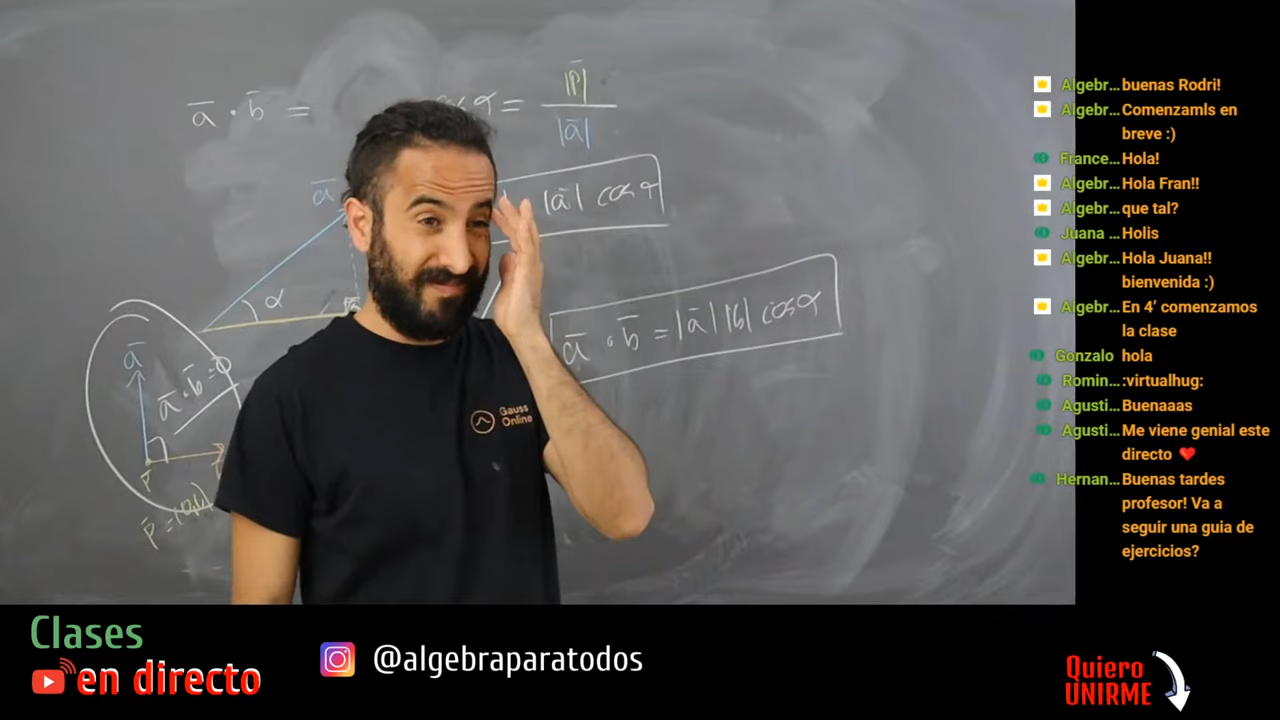 a̅ · b̅ = cos α = |p̅|
|a̅|
a̅
|a̅| cos α
α
a̅ · b̅ = |a̅| |b| cos α
a̅
a̅ · b̅ = 0
p̅
Gauss
Online
Algebr... buenas Rodri!
Algebr... Comenzamls en
breve :)
France... Hola!
Algebr... Hola Fran!!
Algebr... que tal?
Juana ... Holis
Algebr... Hola Juana!!
bienvenida :)
Algebr... En 4' comenzamos
la clase
Gonzalo hola
Romin... :virtualhug:
Agusti... Buenaaas
Agusti... Me viene genial este
directo ❤️
Hernan... Buenas tardes
profesor! Va a
seguir una guia de
ejercicios?
Clases
en directo
@algebraparatodos
Quiero
UNIRME